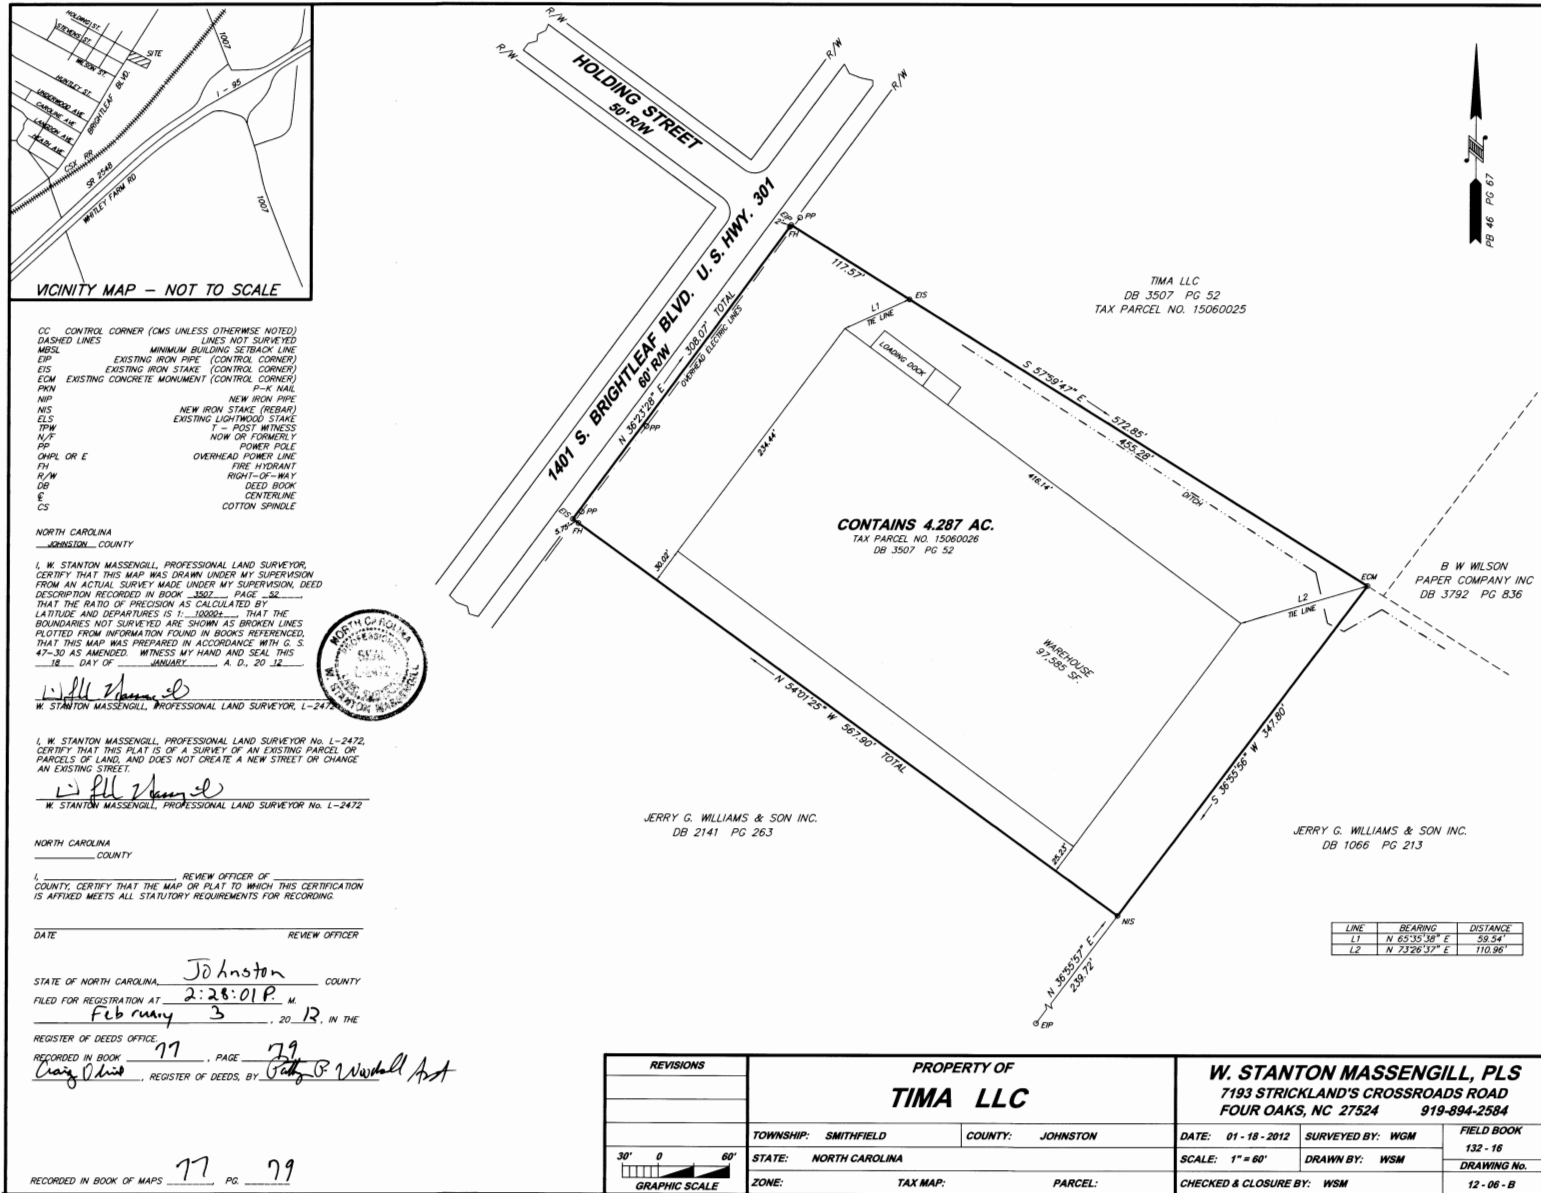 HOLDING ST.
STEVENS ST.
WILSON ST.
SITE
HUNTLEY ST.
UNDERWOOD AVE
CAROLINE AVE
LANGDON AVE
HEATH AVE
BRIGHTLEAF BLVD.
CSX RR
SR 2548
WHITLEY FARM RD
I - 95
1007
1007
VICINITY MAP - NOT TO SCALE
CC CONTROL CORNER (CMS UNLESS OTHERWISE NOTED)
DASHED LINES LINES NOT SURVEYED
MBSL MINIMUM BUILDING SETBACK LINE
EIP EXISTING IRON PIPE (CONTROL CORNER)
EIS EXISTING IRON STAKE (CONTROL CORNER)
ECM EXISTING CONCRETE MONUMENT (CONTROL CORNER)
PKN P-K NAIL
NIP NEW IRON PIPE
NIS NEW IRON STAKE (REBAR)
ELS EXISTING LIGHTWOOD STAKE
TPW T - POST WITNESS
N/F NOW OR FORMERLY
PP POWER POLE
OHPL OR E OVERHEAD POWER LINE
FH FIRE HYDRANT
R/W RIGHT-OF-WAY
DB DEED BOOK
℄ CENTERLINE
CS COTTON SPINDLE
NORTH CAROLINA
JOHNSTON COUNTY
I, W. STANTON MASSENGILL, PROFESSIONAL LAND SURVEYOR,
CERTIFY THAT THIS MAP WAS DRAWN UNDER MY SUPERVISION
FROM AN ACTUAL SURVEY MADE UNDER MY SUPERVISION, DEED
DESCRIPTION RECORDED IN BOOK 3507, PAGE 52,
THAT THE RATIO OF PRECISION AS CALCULATED BY
LATITUDE AND DEPARTURES IS 1: 10000+, THAT THE
BOUNDARIES NOT SURVEYED ARE SHOWN AS BROKEN LINES
PLOTTED FROM INFORMATION FOUND IN BOOKS REFERENCED,
THAT THIS MAP WAS PREPARED IN ACCORDANCE WITH G. S.
47-30 AS AMENDED. WITNESS MY HAND AND SEAL THIS
18 DAY OF JANUARY, A. D., 20 12.
W. STANTON MASSENGILL, PROFESSIONAL LAND SURVEYOR, L-2472
NORTH CAROLINA
PROFESSIONAL
SEAL
LAND SURVEYOR
W. STANTON MASSENGILL
I, W. STANTON MASSENGILL, PROFESSIONAL LAND SURVEYOR No. L-2472,
CERTIFY THAT THIS PLAT IS OF A SURVEY OF AN EXISTING PARCEL OR
PARCELS OF LAND, AND DOES NOT CREATE A NEW STREET OR CHANGE
AN EXISTING STREET.
W. STANTON MASSENGILL, PROFESSIONAL LAND SURVEYOR No. L-2472
NORTH CAROLINA
COUNTY
I, , REVIEW OFFICER OF
COUNTY, CERTIFY THAT THE MAP OR PLAT TO WHICH THIS CERTIFICATION
IS AFFIXED MEETS ALL STATUTORY REQUIREMENTS FOR RECORDING.
DATE REVIEW OFFICER
STATE OF NORTH CAROLINA, Johnston COUNTY
FILED FOR REGISTRATION AT 2:28:01 P. M.
February 3, 20 12, IN THE
REGISTER OF DEEDS OFFICE.
RECORDED IN BOOK 77, PAGE 79
Craig Olive, REGISTER OF DEEDS, BY Patty P. Woodall Asst
RECORDED IN BOOK OF MAPS 77 PG. 79
R/W
R/W
R/W
R/W
HOLDING STREET
50' R/W
1401 S. BRIGHTLEAF BLVD. U. S. HWY. 301
60' R/W
N 36°23'28" E 308.07' TOTAL
OVERHEAD ELECTRIC LINES
EIP
PP
2'
FH
PP
EIS
PP
5.75'
FH
117.57'
EIS
L1
TIE LINE
LOADING DOCK
234.44'
416.14'
S 57°59'47" E 572.85'
455.28'
DITCH
TIMA LLC
DB 3507 PG 52
TAX PARCEL NO. 15060025
PB 46 PG 67
CONTAINS 4.287 AC.
TAX PARCEL NO. 15060026
DB 3507 PG 52
30.02'
ECM
L2
TIE LINE
B W WILSON
PAPER COMPANY INC
DB 3792 PG 836
WAREHOUSE
97,585 SF.
N 54°01'25" W 567.90' TOTAL
S 36°55'56" W 347.80'
25.23'
JERRY G. WILLIAMS & SON INC.
DB 2141 PG 263
JERRY G. WILLIAMS & SON INC.
DB 1066 PG 213
NIS
N 36°55'57" E
239.72'
EIP
LINE BEARING DISTANCE
L1 N 65°35'38" E 59.54'
L2 N 73°26'37" E 110.96'
REVISIONS
30' 0 60'
GRAPHIC SCALE
PROPERTY OF
TIMA LLC
TOWNSHIP: SMITHFIELD COUNTY: JOHNSTON
STATE: NORTH CAROLINA
ZONE: TAX MAP: PARCEL:
W. STANTON MASSENGILL, PLS
7193 STRICKLAND'S CROSSROADS ROAD
FOUR OAKS, NC 27524 919-894-2584
DATE: 01 - 18 - 2012 SURVEYED BY: WGM
SCALE: 1" = 60' DRAWN BY: WSM
CHECKED & CLOSURE BY: WSM
FIELD BOOK
132 - 16
DRAWING No.
12 - 06 - B